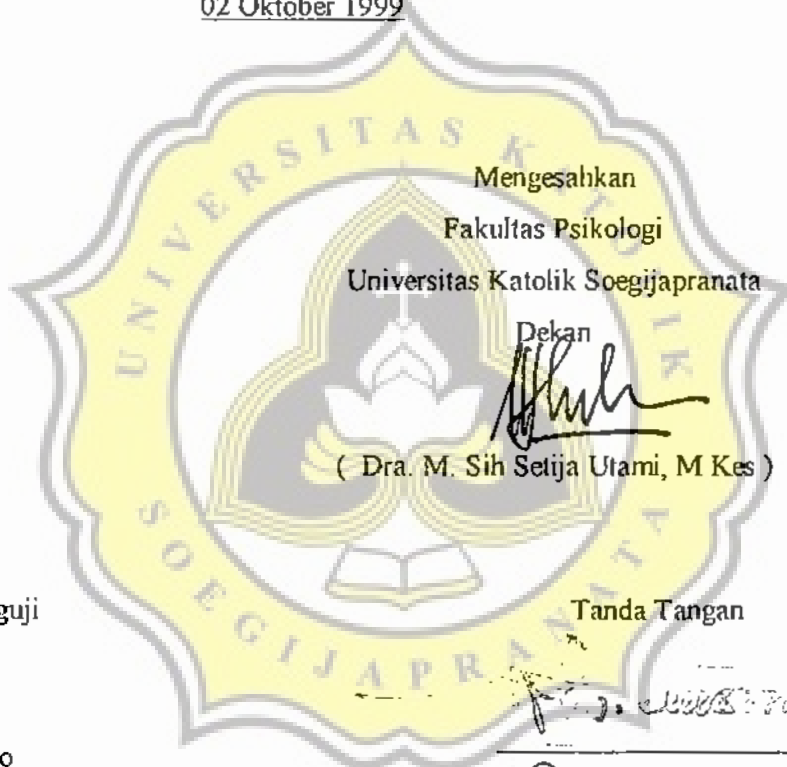 02 Oktober 1999
UNIVERSITAS KATOLIK
Mengesahkan
Fakultas Psikologi
Universitas Katolik Soegijapranata
Dekan
( Dra. M. Sih Setija Utami, M Kes )
SOEGIJAPRANATA
guji
Tanda Tangan